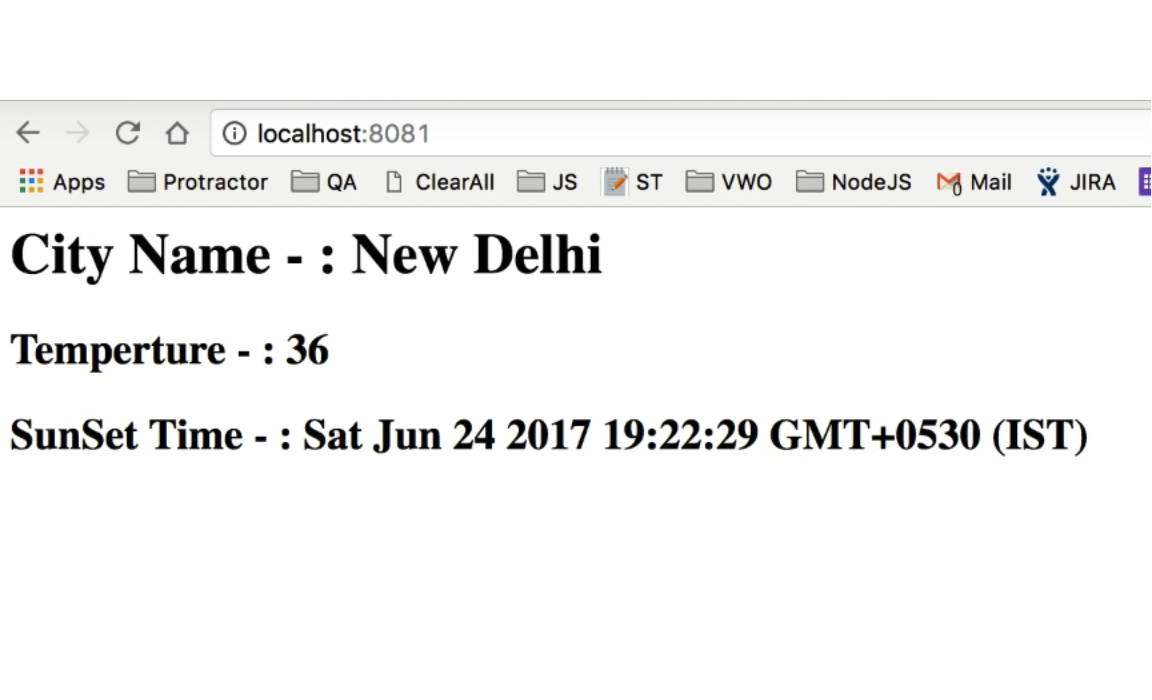 localhost:8081
Apps Protractor QA ClearAll JS ST VWO NodeJS Mail JIRA
City Name - : New Delhi
Temperture - : 36
SunSet Time - : Sat Jun 24 2017 19:22:29 GMT+0530 (IST)